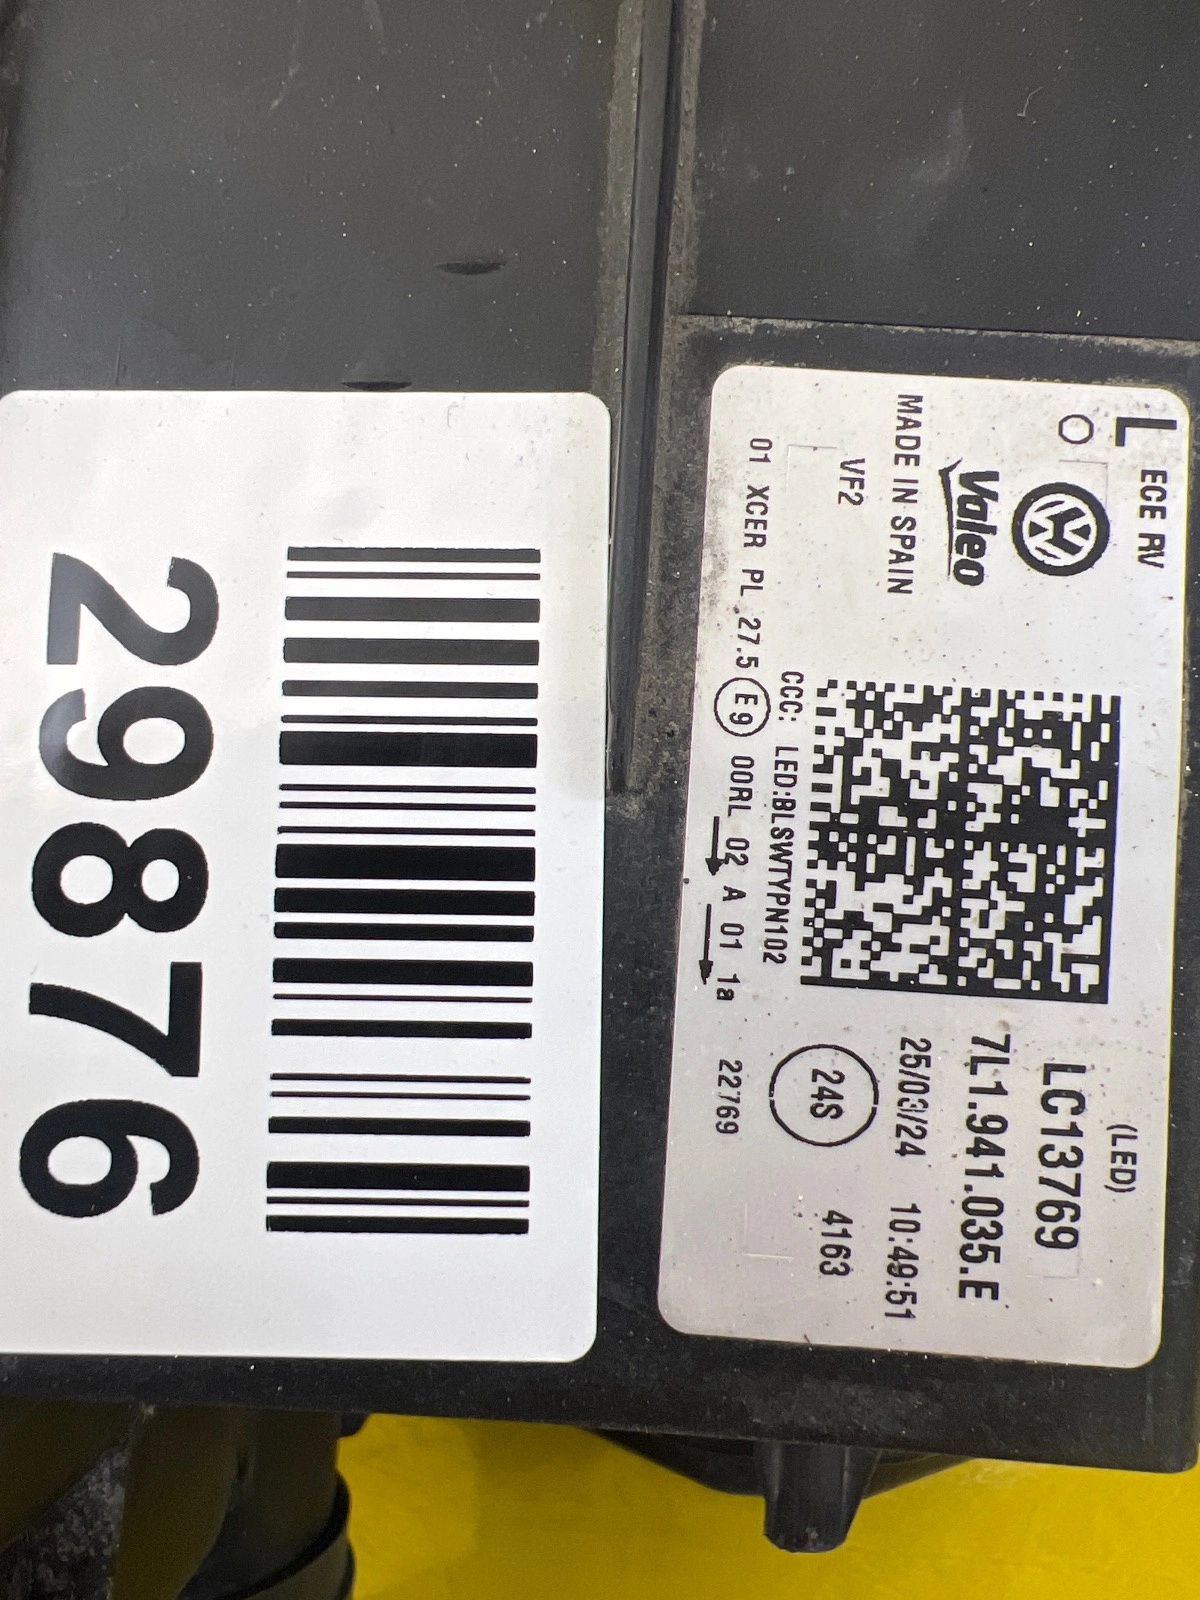 L ECE RV
Valeo
MADE IN SPAIN
VF2
(LED)
LC13769
7L1.941.035.E
25/03/24 10:49:51
24S 4163
CCC: LED:BLSWTYPN102
01 XCER PL 27.5 E9 00RL 02 A 01 1a 22769
29876